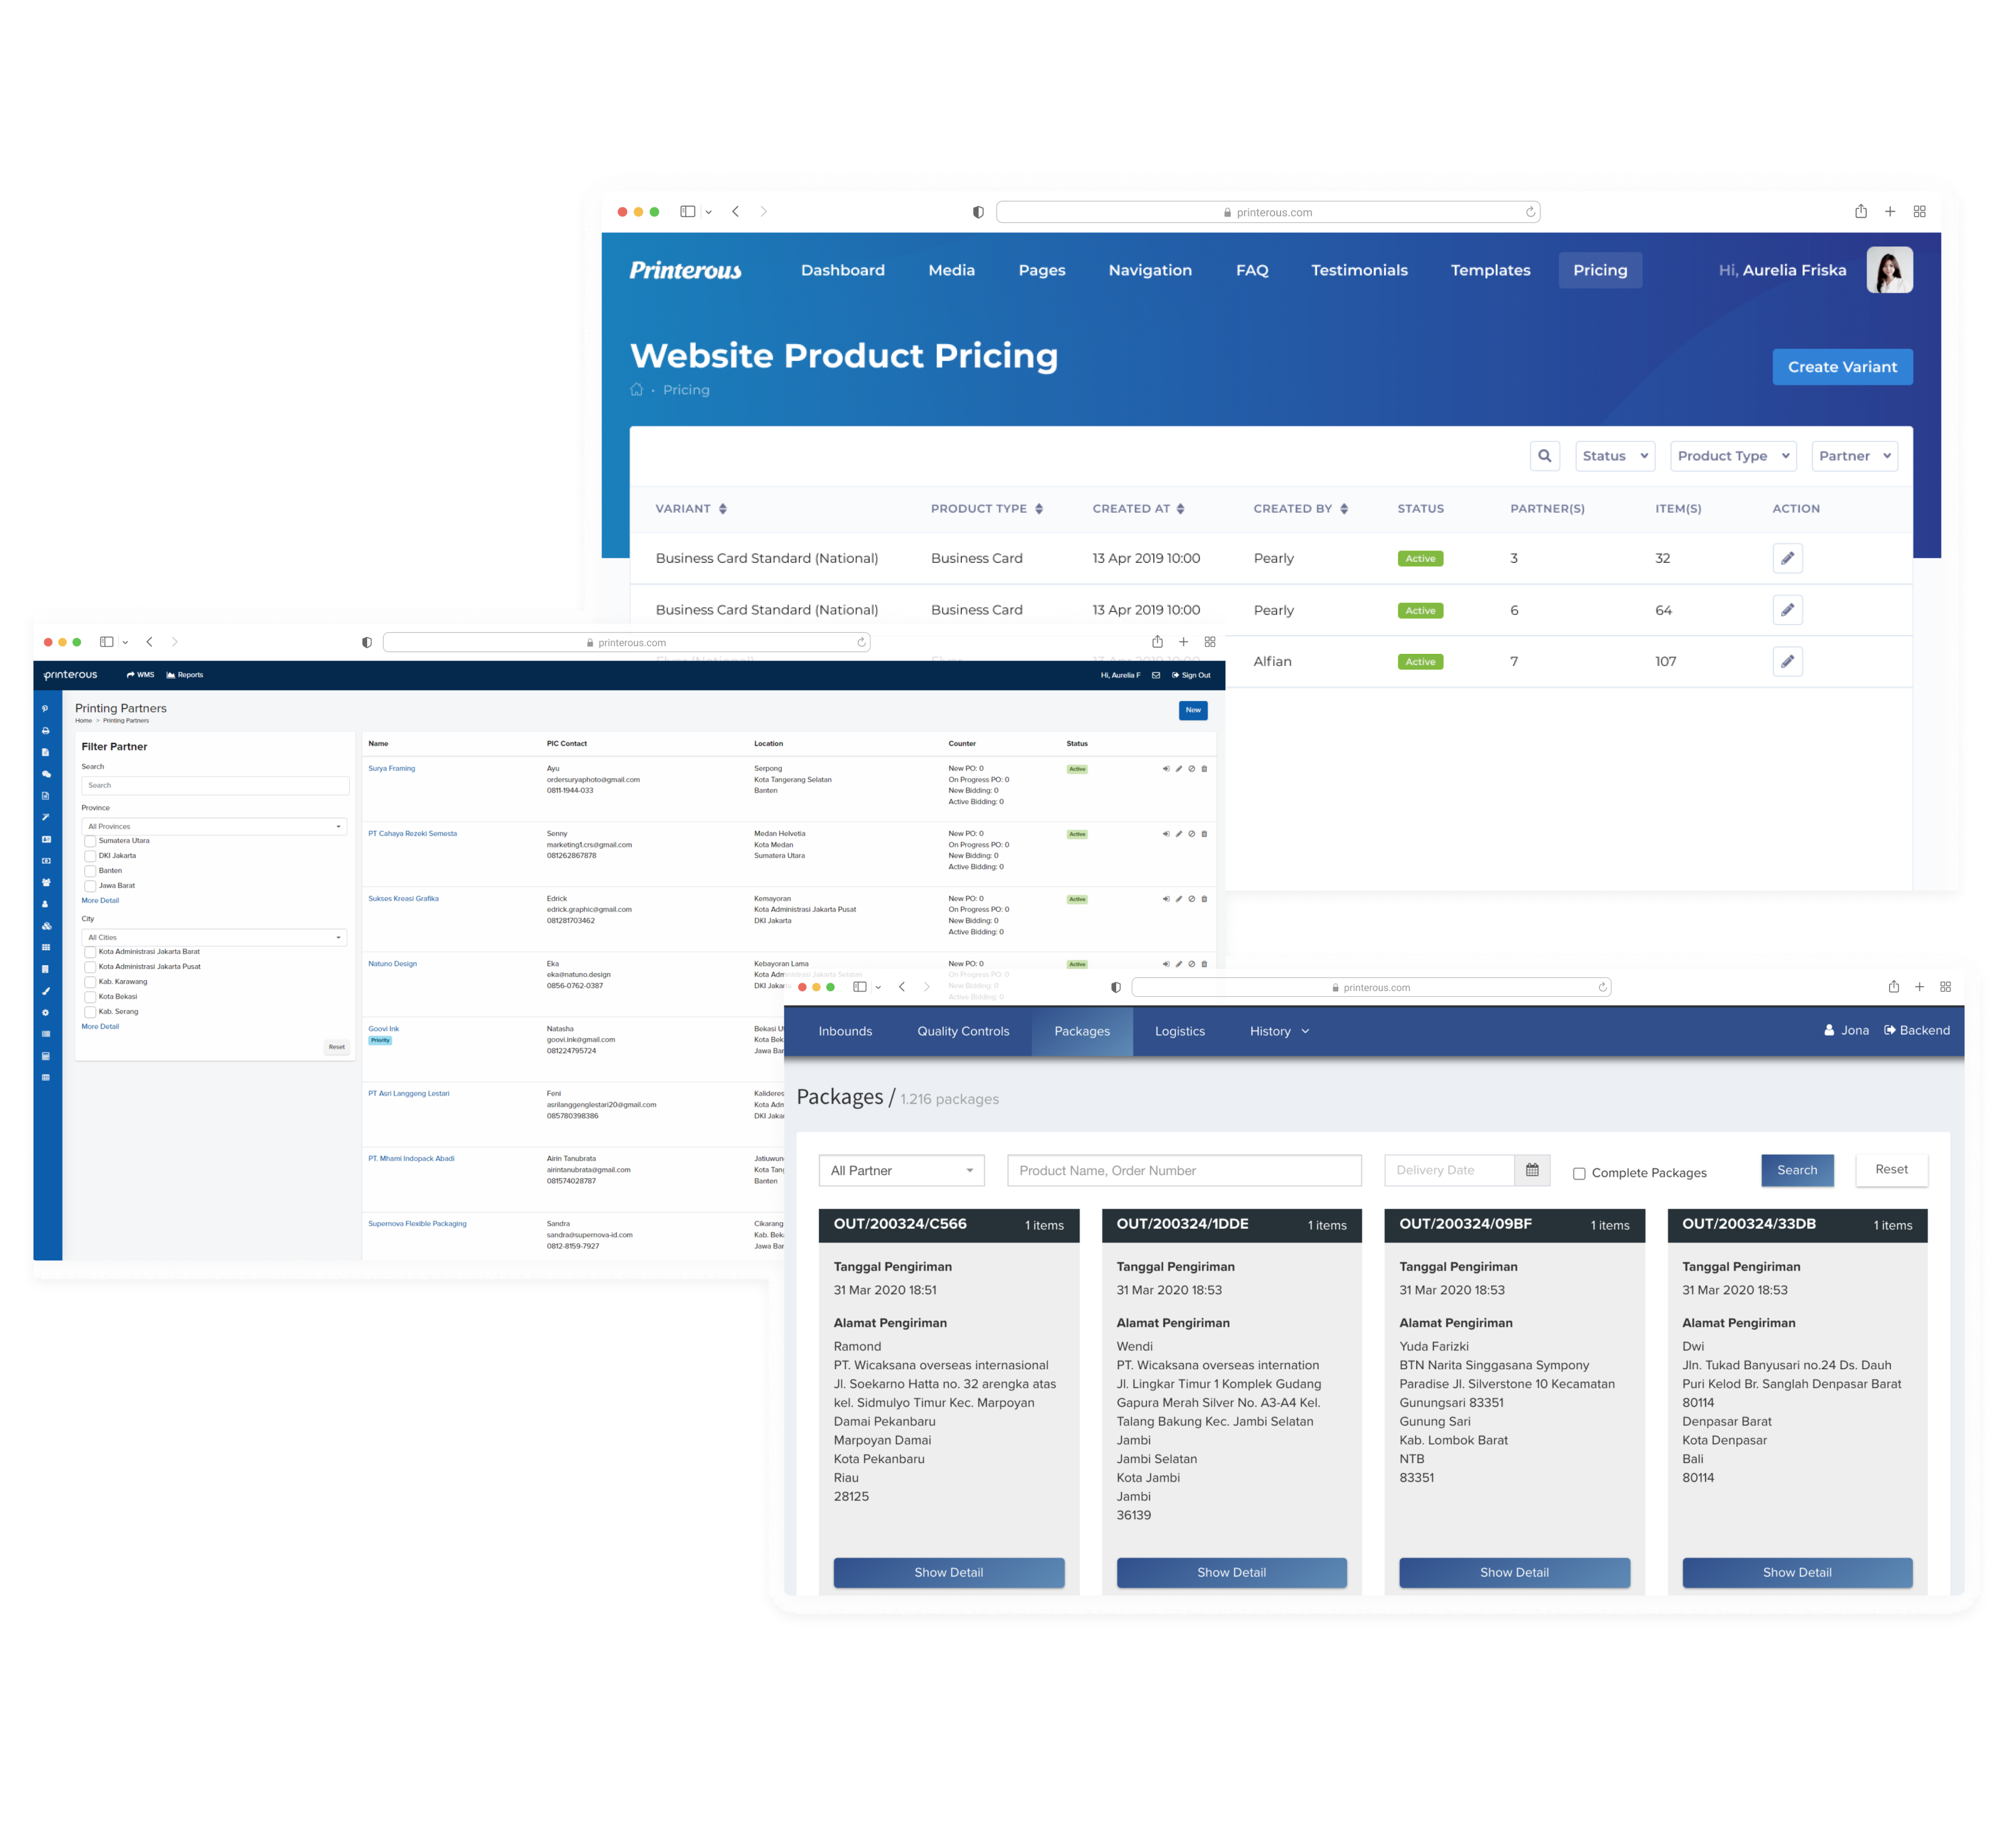 printerous.com
Printerous Dashboard Media Pages Navigation FAQ Testimonials Templates Pricing Hi, Aurelia Friska
Website Product Pricing
Create Variant
Pricing
Status Product Type Partner
VARIANT PRODUCT TYPE CREATED AT CREATED BY STATUS PARTNER(S) ITEM(S) ACTION
Business Card Standard (National) Business Card 13 Apr 2019 10:00 Pearly Active 3 32
Business Card Standard (National) Business Card 13 Apr 2019 10:00 Pearly Active 6 64
Flyer (National) Flyer 13 Apr 2019 10:00 Alfian Active 7 107
printerous.com
printerous WMS Reports Hi, Aurelia F Sign Out
Printing Partners
Home > Printing Partners
New
Filter Partner
Search
Search
Province
All Provinces
Sumatera Utara
DKI Jakarta
Banten
Jawa Barat
More Detail
City
All Cities
Kota Administrasi Jakarta Barat
Kota Administrasi Jakarta Pusat
Kab. Karawang
Kota Bekasi
Kab. Serang
More Detail
Reset
Name PIC Contact Location Counter Status
Surya Framing Ayu Serpong New PO: 0 Active
ordersuryaphoto@gmail.com Kota Tangerang Selatan On Progress PO: 0
0811-1944-033 Banten New Bidding: 0
Active Bidding: 0
PT Cahaya Rezeki Semesta Senny Medan Helvetia New PO: 0 Active
marketing1.crs@gmail.com Kota Medan On Progress PO: 0
081262867878 Sumatera Utara New Bidding: 0
Active Bidding: 0
Sukses Kreasi Grafika Edrick Kemayoran New PO: 0 Active
edrick.graphic@gmail.com Kota Administrasi Jakarta Pusat On Progress PO: 0
081281703462 DKI Jakarta New Bidding: 0
Active Bidding: 0
Natuno Design Eka Kebayoran Lama New PO: 0 Active
eka@natuno.design Kota Administrasi Jakarta Selatan On Progress PO: 0
0856-0762-0387 DKI Jakar New Bidding: 0
Active Bidding: 0
Goovi Ink Natasha Bekasi U
Priority goovi.ink@gmail.com Kota Bek
081224795724 Jawa Bar
PT Asri Langgeng Lestari Feni Kalideres
asrilanggenglestari20@gmail.com Kota Adm
085780398386 DKI Jakar
PT. Mhami Indopack Abadi Airin Tanubrata Jatiuwun
airintanubrata@gmail.com Kota Tang
081574028787 Banten
Supernova Flexible Packaging Sandra Cikarang
sandra@supernova-id.com Kab. Bek
0812-8159-7927 Jawa Bar
printerous.com
Inbounds Quality Controls Packages Logistics History Jona Backend
Packages / 1.216 packages
All Partner Product Name, Order Number Delivery Date Complete Packages Search Reset
OUT/200324/C566 1 items
Tanggal Pengiriman
31 Mar 2020 18:51
Alamat Pengiriman
Ramond
PT. Wicaksana overseas internasional
Jl. Soekarno Hatta no. 32 arengka atas
kel. Sidmulyo Timur Kec. Marpoyan
Damai Pekanbaru
Marpoyan Damai
Kota Pekanbaru
Riau
28125
Show Detail
OUT/200324/1DDE 1 items
Tanggal Pengiriman
31 Mar 2020 18:53
Alamat Pengiriman
Wendi
PT. Wicaksana overseas internation
Jl. Lingkar Timur 1 Komplek Gudang
Gapura Merah Silver No. A3-A4 Kel.
Talang Bakung Kec. Jambi Selatan
Jambi
Jambi Selatan
Kota Jambi
Jambi
36139
Show Detail
OUT/200324/09BF 1 items
Tanggal Pengiriman
31 Mar 2020 18:53
Alamat Pengiriman
Yuda Farizki
BTN Narita Singgasana Sympony
Paradise Jl. Silverstone 10 Kecamatan
Gunungsari 83351
Gunung Sari
Kab. Lombok Barat
NTB
83351
Show Detail
OUT/200324/33DB 1 items
Tanggal Pengiriman
31 Mar 2020 18:53
Alamat Pengiriman
Dwi
Jln. Tukad Banyusari no.24 Ds. Dauh
Puri Kelod Br. Sanglah Denpasar Barat
80114
Denpasar Barat
Kota Denpasar
Bali
80114
Show Detail